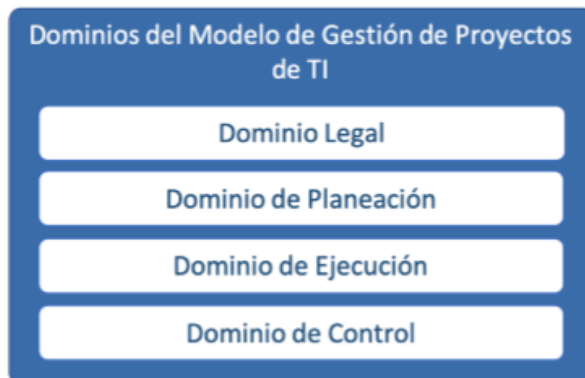 Dominios del Modelo de Gestión de Proyectos
de TI
Dominio Legal
Dominio de Planeación
Dominio de Ejecución
Dominio de Control